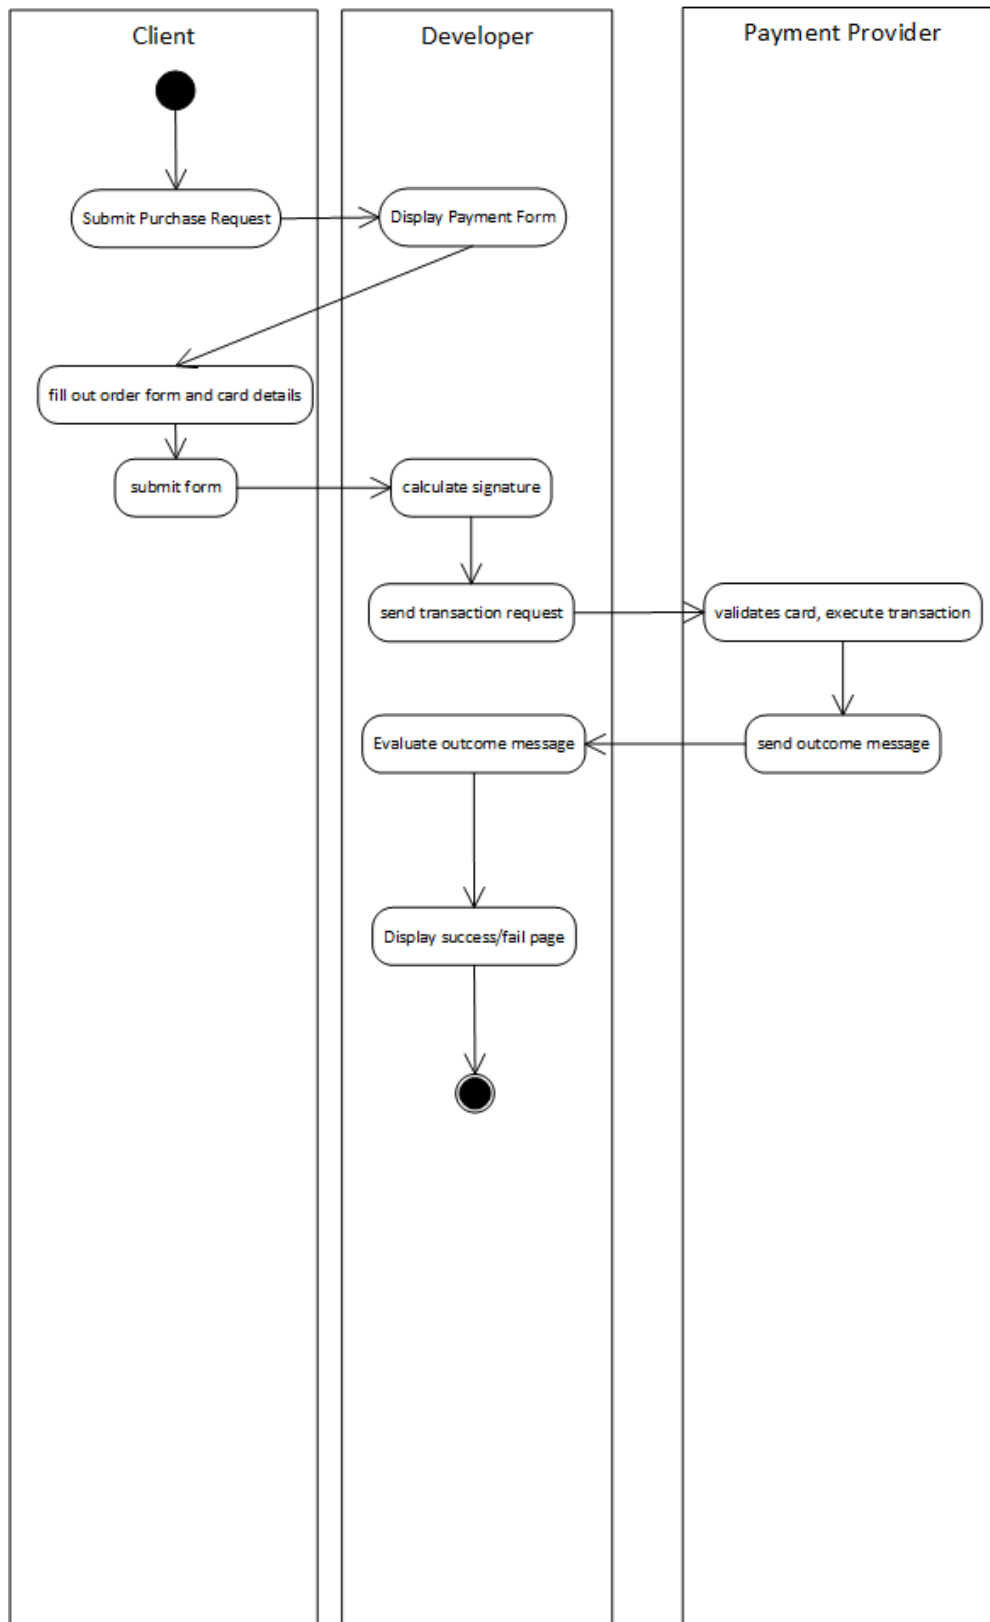 Client
Developer
Payment Provider
Submit Purchase Request
Display Payment Form
fill out order form and card details
submit form
calculate signature
send transaction request
validates card, execute transaction
Evaluate outcome message
send outcome message
Display success/fail page